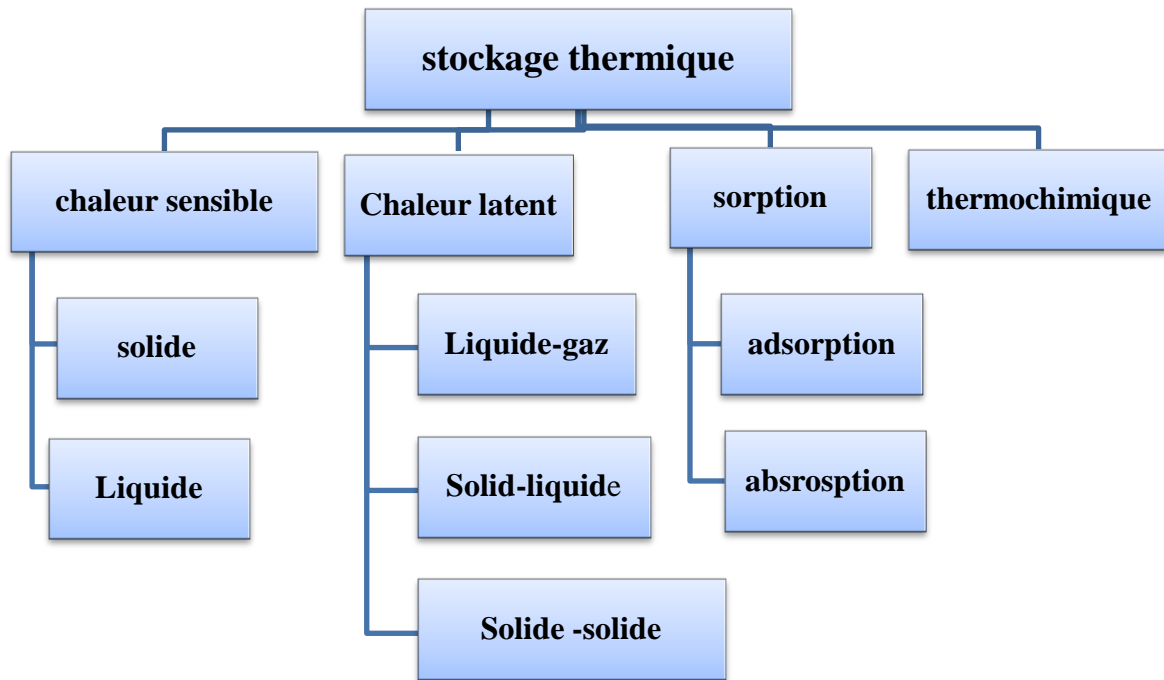 stockage thermique
chaleur sensible
Chaleur latent
sorption
thermochimique
solide
Liquide
Liquide-gaz
Solid-liquide
Solide -solide
adsorption
absrosption